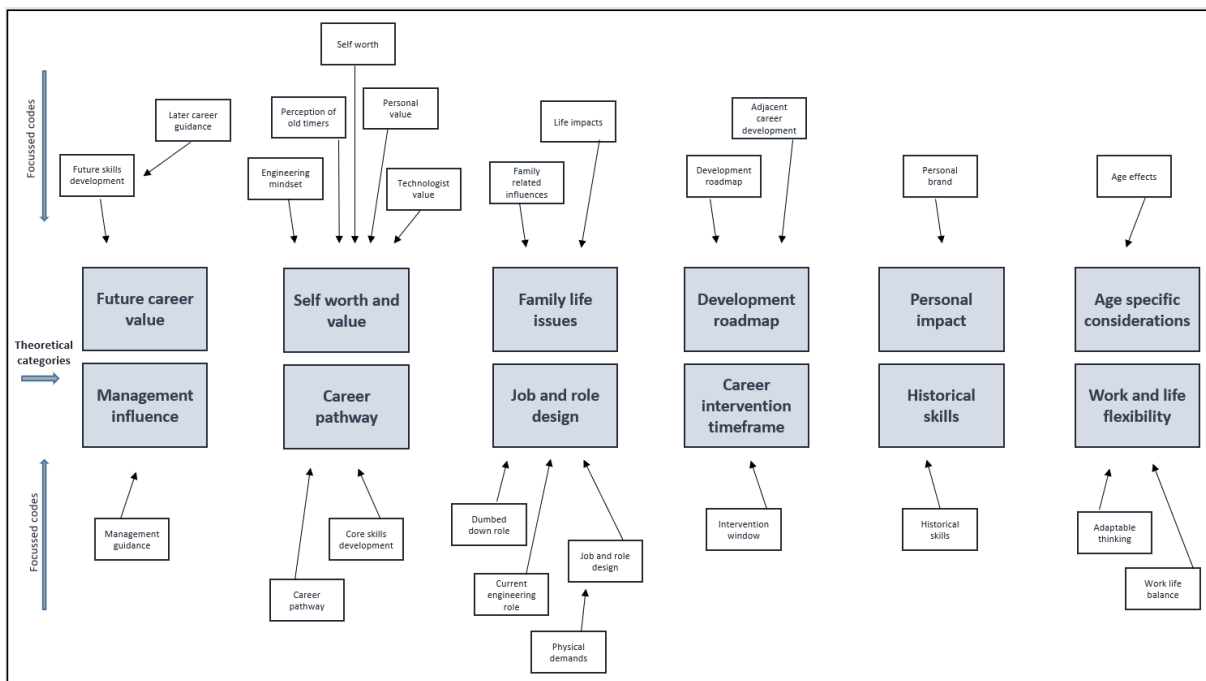 Self worth
Later career
guidance
Perception of
old timers
Personal
value
Life impacts
Adjacent
career
development
Focussed codes
Future skills
development
Engineering
mindset
Technologist
value
Family
related
influences
Development
roadmap
Personal
brand
Age effects
Future career
value
Self worth and
value
Family life
issues
Development
roadmap
Personal
impact
Age specific
considerations
Theoretical
categories
Management
influence
Career
pathway
Job and role
design
Career
intervention
timeframe
Historical
skills
Work and life
flexibility
Focussed codes
Management
guidance
Core skills
development
Dumbed
down role
Intervention
window
Historical
skills
Adaptable
thinking
Career
pathway
Current
engineering
role
Job and role
design
Work life
balance
Physical
demands